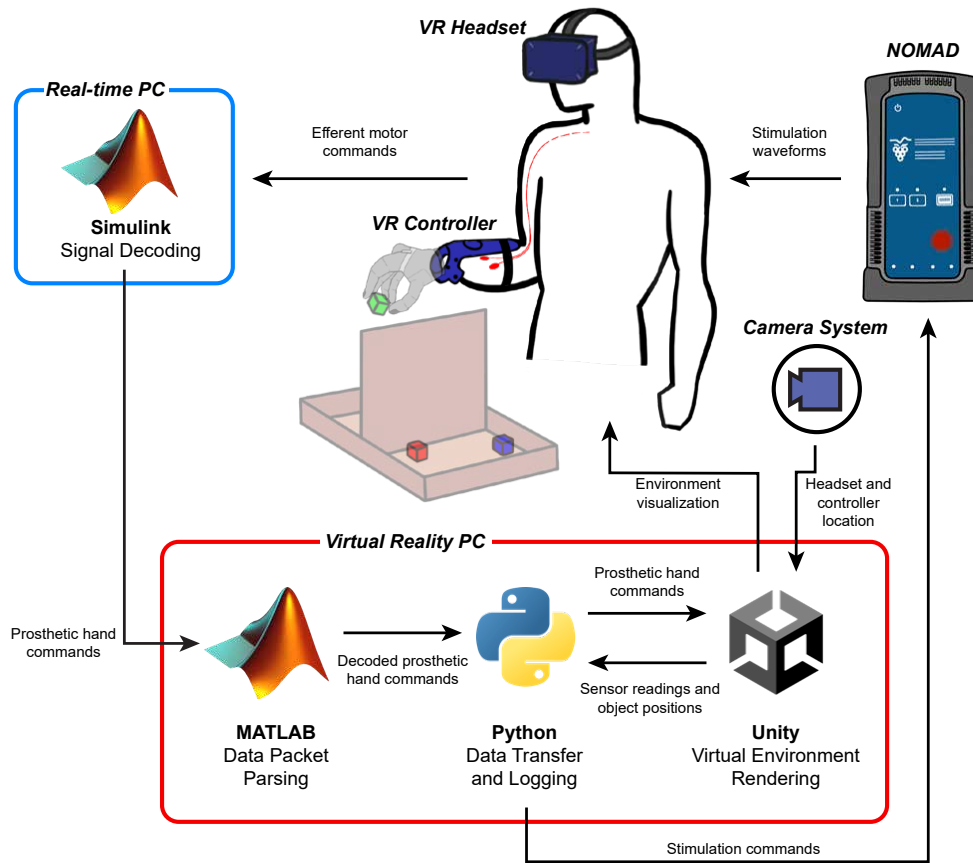 VR Headset
NOMAD
Real-time PC
Efferent motor
commands
Stimulation
waveforms
Simulink
Signal Decoding
VR Controller
Camera System
Environment
visualization
Headset and
controller
location
Virtual Reality PC
Prosthetic hand
commands
Prosthetic hand
commands
Decoded prosthetic
hand commands
Sensor readings and
object positions
MATLAB
Data Packet
Parsing
Python
Data Transfer
and Logging
Unity
Virtual Environment
Rendering
Stimulation commands